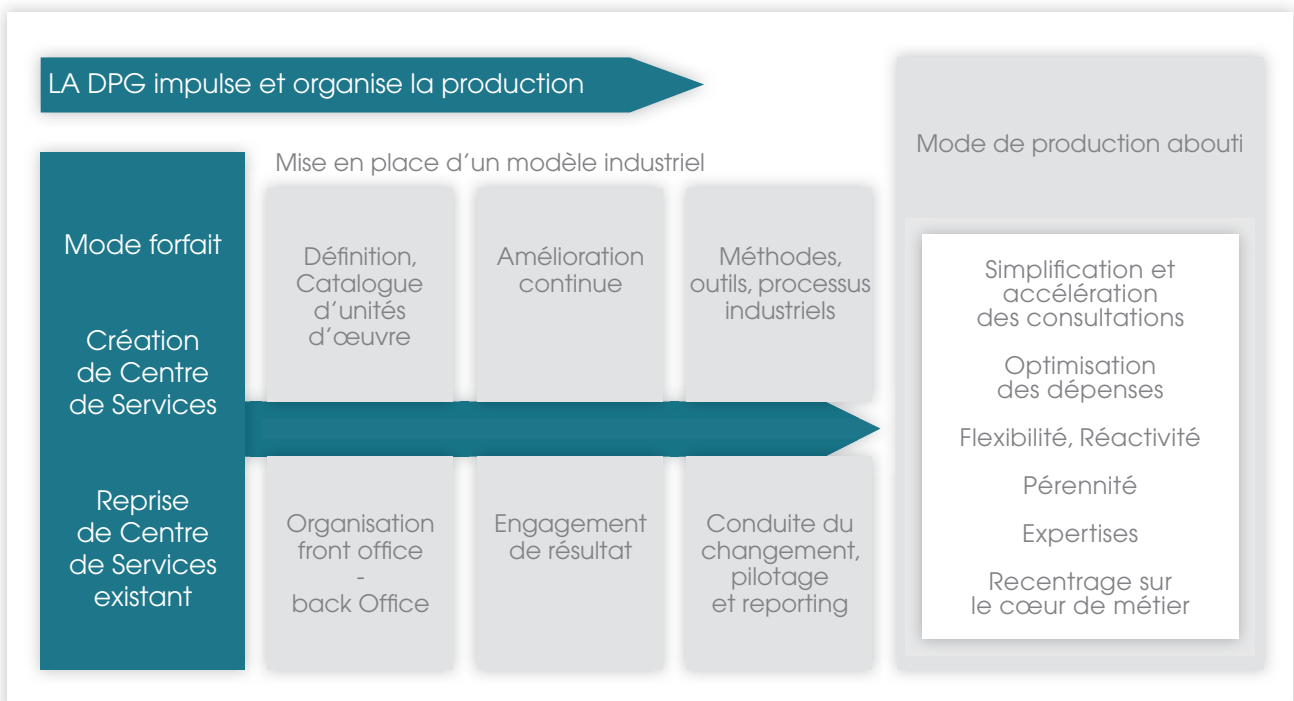 LA DPG impulse et organise la production
Mode forfait
Création
de Centre
de Services
Reprise
de Centre
de Services
existant
Mise en place d'un modèle industriel
Définition,
Catalogue
d'unités
d'œuvre
Amélioration
continue
Méthodes,
outils, processus
industriels
Organisation
front office
-
back Office
Engagement
de résultat
Conduite du
changement,
pilotage
et reporting
Mode de production abouti
Simplification et
accélération
des consultations
Optimisation
des dépenses
Flexibilité, Réactivité
Pérennité
Expertises
Recentrage sur
le cœur de métier